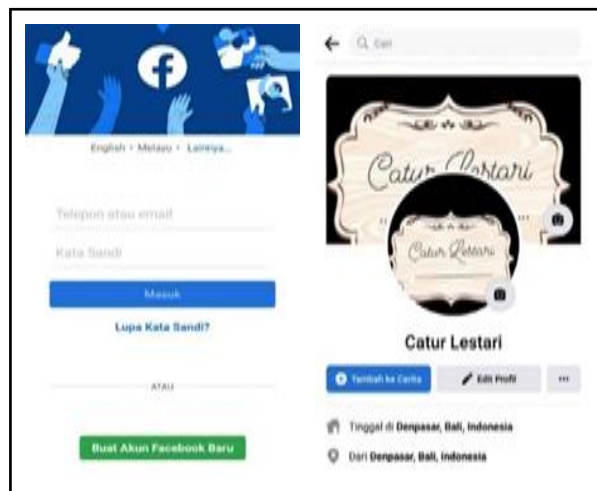 English · Melayu · Lainnya...
Telepon atau email
Kata Sandi
Masuk
Lupa Kata Sandi?
ATAU
Buat Akun Facebook Baru
Cari
Catur Lestari
Catur Lestari
Catur Lestari
Tambah ke Cerita
Edit Profil
Tinggal di Denpasar, Bali, Indonesia
Dari Denpasar, Bali, Indonesia